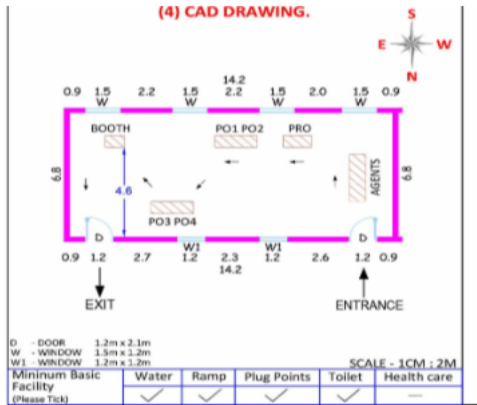 (4) CAD DRAWING.
S
E W
N
14.2
0.9 1.5 2.2 1.5 2.2 1.5 2.0 1.5 0.9
W W W W
BOOTH PO1 PO2 PRO
6.8 4.6 AGENTS 6.8
PO3 PO4
D W1 W1 D
0.9 1.2 2.7 1.2 2.3 1.2 2.6 1.2 0.9
14.2
EXIT ENTRANCE
D - DOOR 1.2m x 2.1m
W - WINDOW 1.5m x 1.2m
W1 - WINDOW 1.2m x 1.2m
SCALE - 1CM : 2M
Mininum Basic Facility (Please Tick) Water Ramp Plug Points Toilet Health care